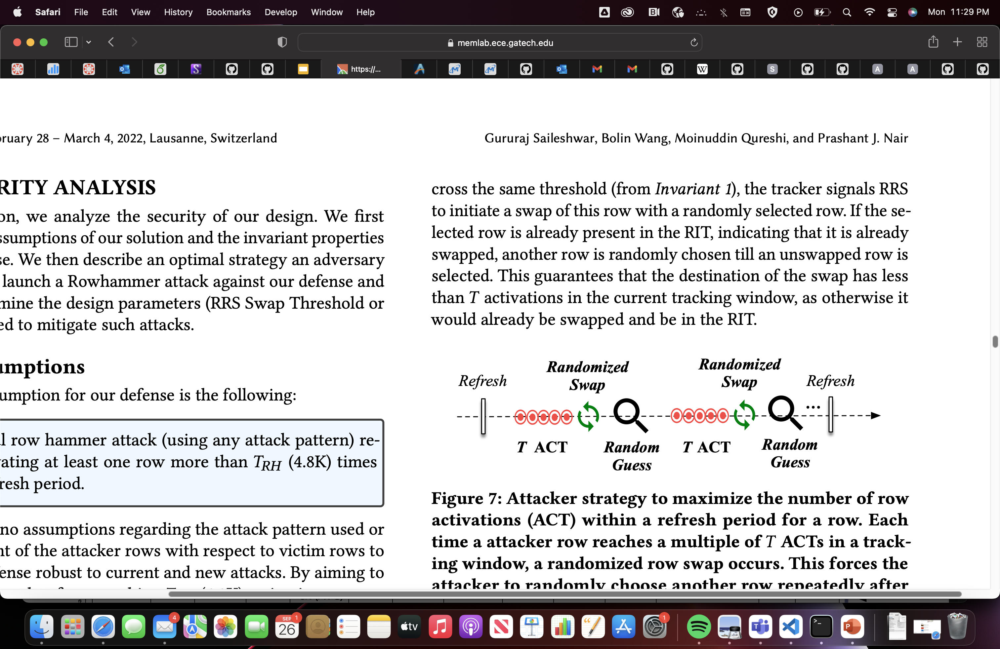 Safari File Edit View History Bookmarks Develop Window Help Mon 11:29 PM
memlab.ece.gatech.edu
https://...
February 28 – March 4, 2022, Lausanne, Switzerland
Gururaj Saileshwar, Bolin Wang, Moinuddin Qureshi, and Prashant J. Nair
RITY ANALYSIS
on, we analyze the security of our design. We first
ssumptions of our solution and the invariant properties
se. We then describe an optimal strategy an adversary
launch a Rowhammer attack against our defense and
mine the design parameters (RRS Swap Threshold or
ed to mitigate such attacks.
umptions
umption for our defense is the following:
l row hammer attack (using any attack pattern) re-
ating at least one row more than TRH (4.8K) times
resh period.
no assumptions regarding the attack pattern used or
nt of the attacker rows with respect to victim rows to
ense robust to current and new attacks. By aiming to
cross the same threshold (from Invariant 1), the tracker signals RRS
to initiate a swap of this row with a randomly selected row. If the se-
lected row is already present in the RIT, indicating that it is already
swapped, another row is randomly chosen till an unswapped row is
selected. This guarantees that the destination of the swap has less
than T activations in the current tracking window, as otherwise it
would already be swapped and be in the RIT.
Refresh
Randomized
Swap
Randomized
Swap
Refresh
...
T ACT
Random
Guess
T ACT
Random
Guess
Figure 7: Attacker strategy to maximize the number of row
activations (ACT) within a refresh period for a row. Each
time a attacker row reaches a multiple of T ACTs in a track-
ing window, a randomized row swap occurs. This forces the
attacker to randomly choose another row repeatedly after
4
SEP
26
1
tv
1